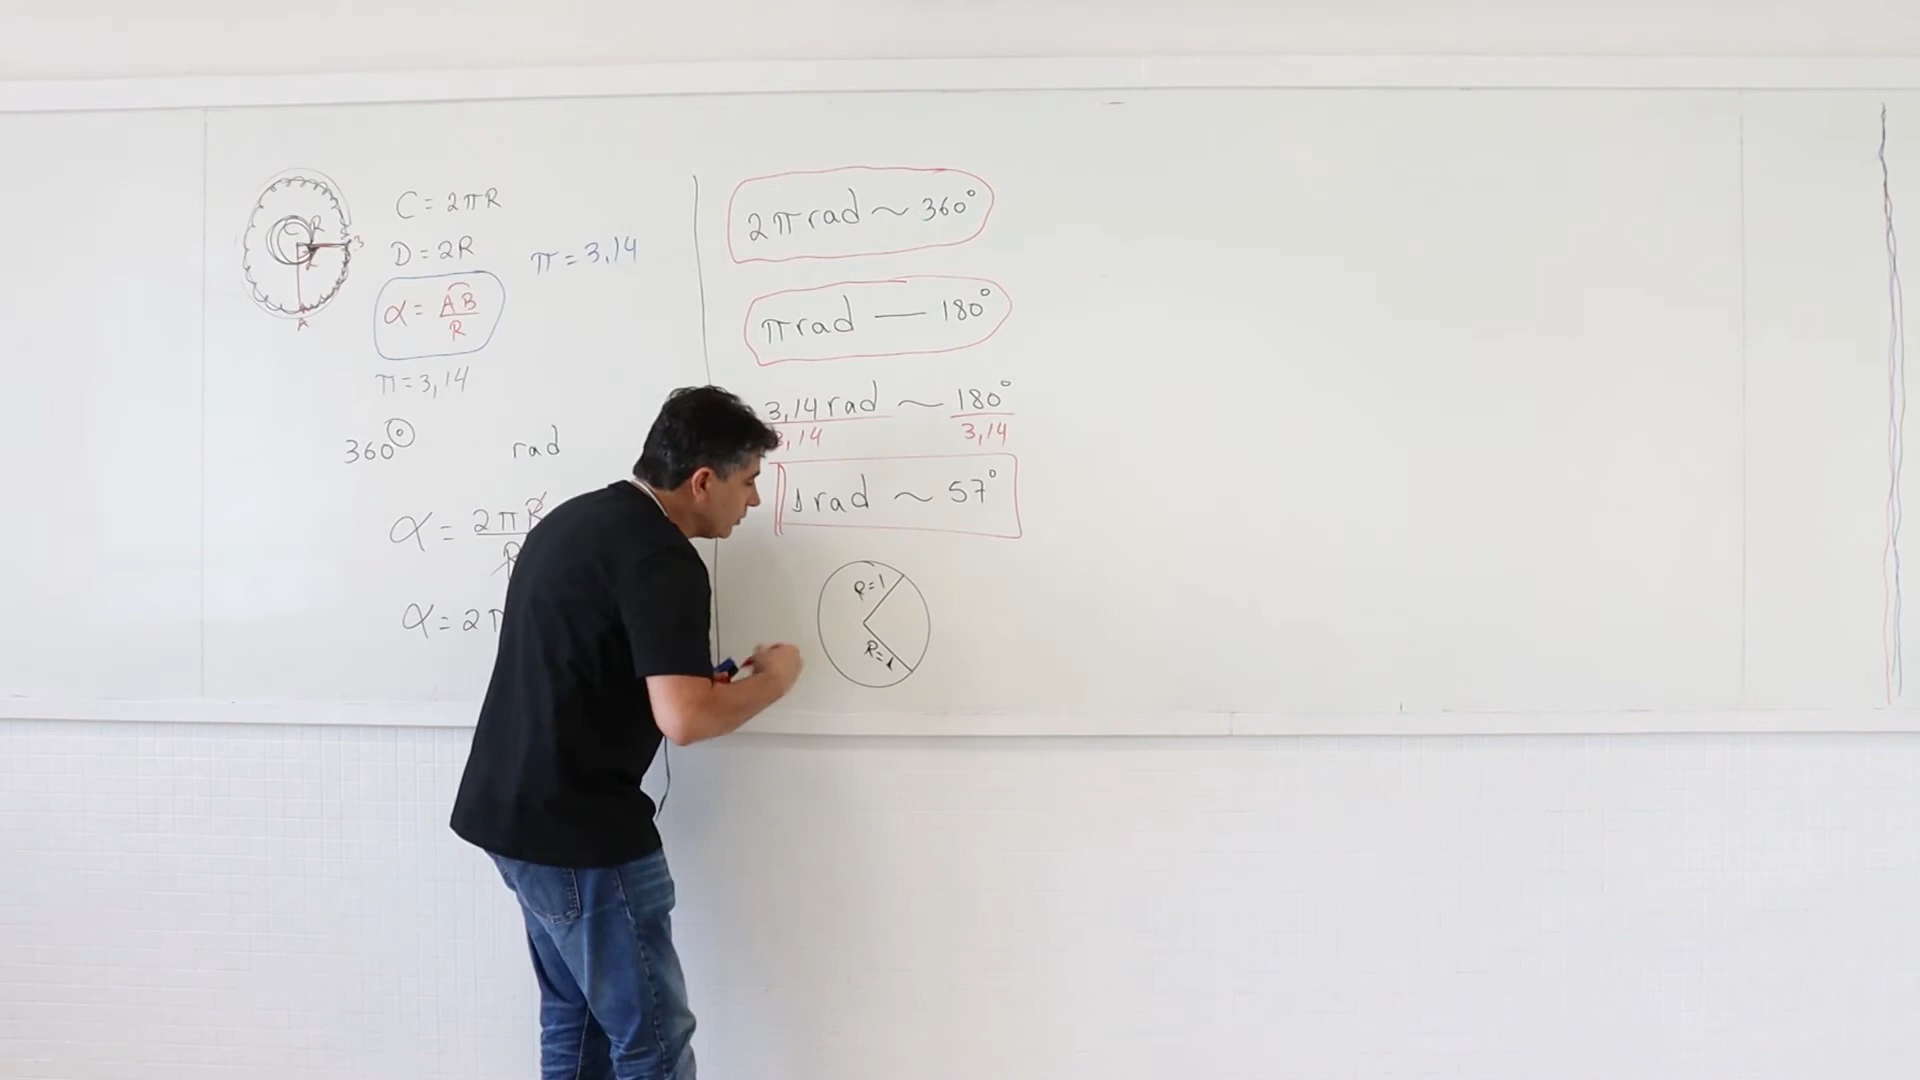 C = 2πR
R
B
α
A
D = 2R
π = 3,14
α = AB
R
π = 3,14
360°
rad
α = 2πR
R
α = 2π
2π rad ~ 360°
π rad — 180°
3,14 rad ~ 180°
3,14 3,14
1 rad ~ 57°
R=1
R=1